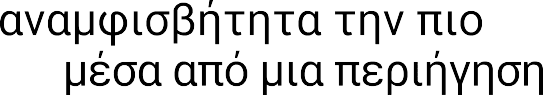 αναμφισβήτητα την πιο
μέσα από μια περιήγηση